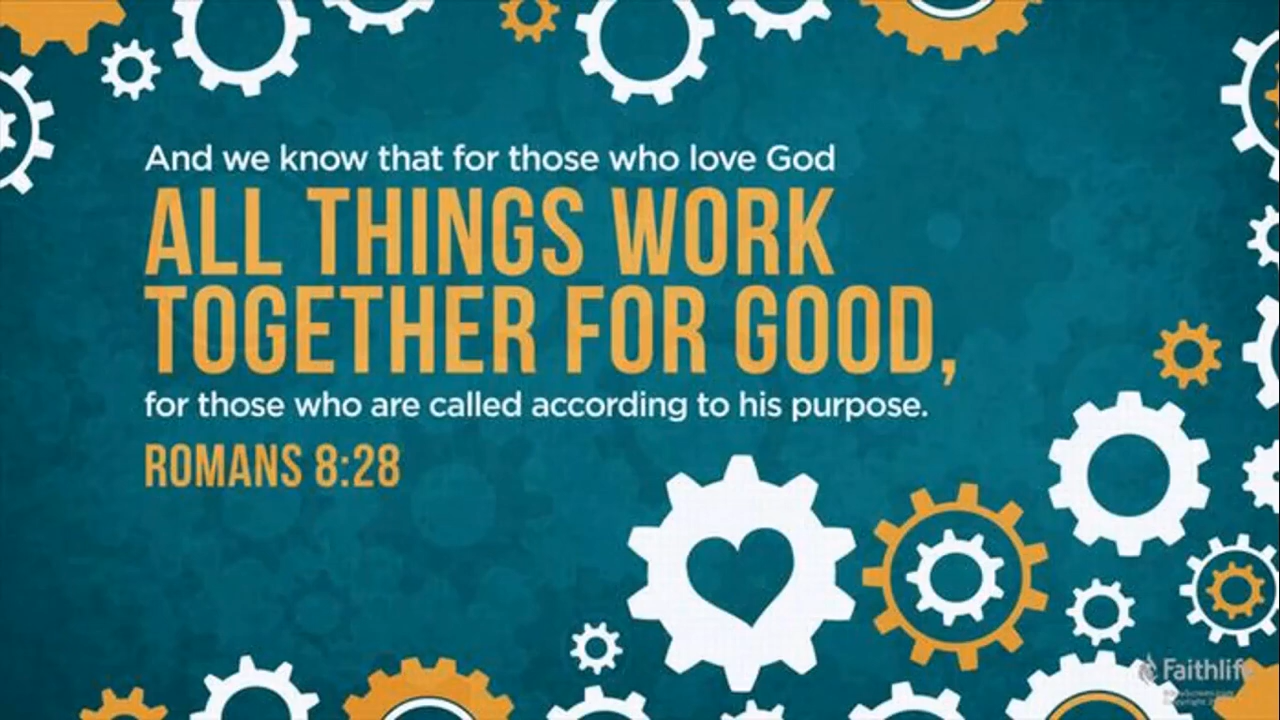 And we know that for those who love God
ALL THINGS WORK
TOGETHER FOR GOOD,
for those who are called according to his purpose.
ROMANS 8:28
Faithlife